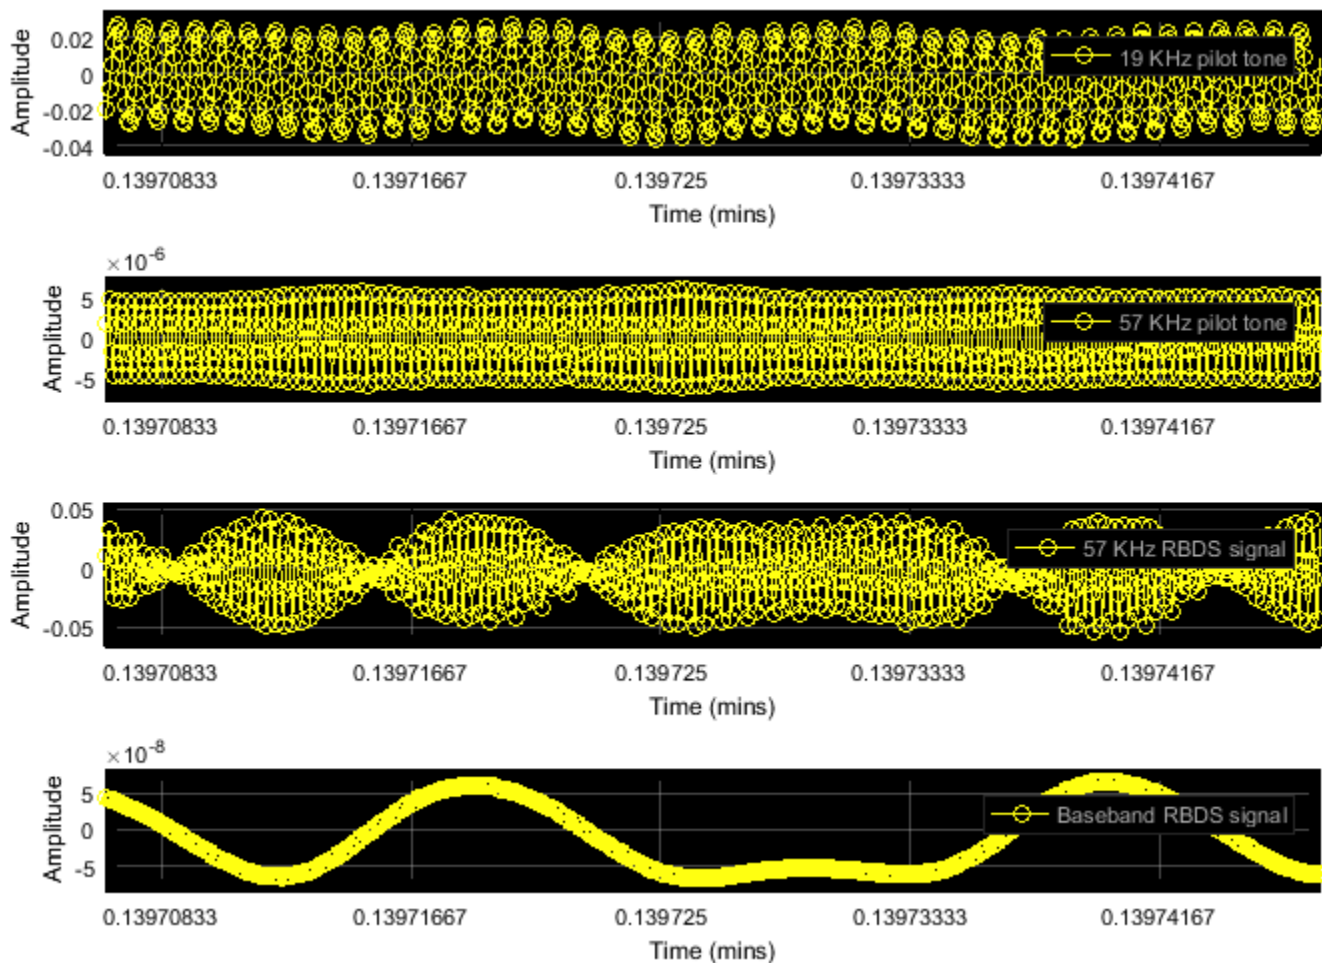 0.02
0
-0.02
-0.04
Amplitude
19 KHz pilot tone
0.13970833 0.13971667 0.139725 0.13973333 0.13974167
Time (mins)
×10-6
5
0
-5
Amplitude
57 KHz pilot tone
0.13970833 0.13971667 0.139725 0.13973333 0.13974167
Time (mins)
0.05
0
-0.05
Amplitude
57 KHz RBDS signal
0.13970833 0.13971667 0.139725 0.13973333 0.13974167
Time (mins)
×10-8
5
0
-5
Amplitude
Baseband RBDS signal
0.13970833 0.13971667 0.139725 0.13973333 0.13974167
Time (mins)